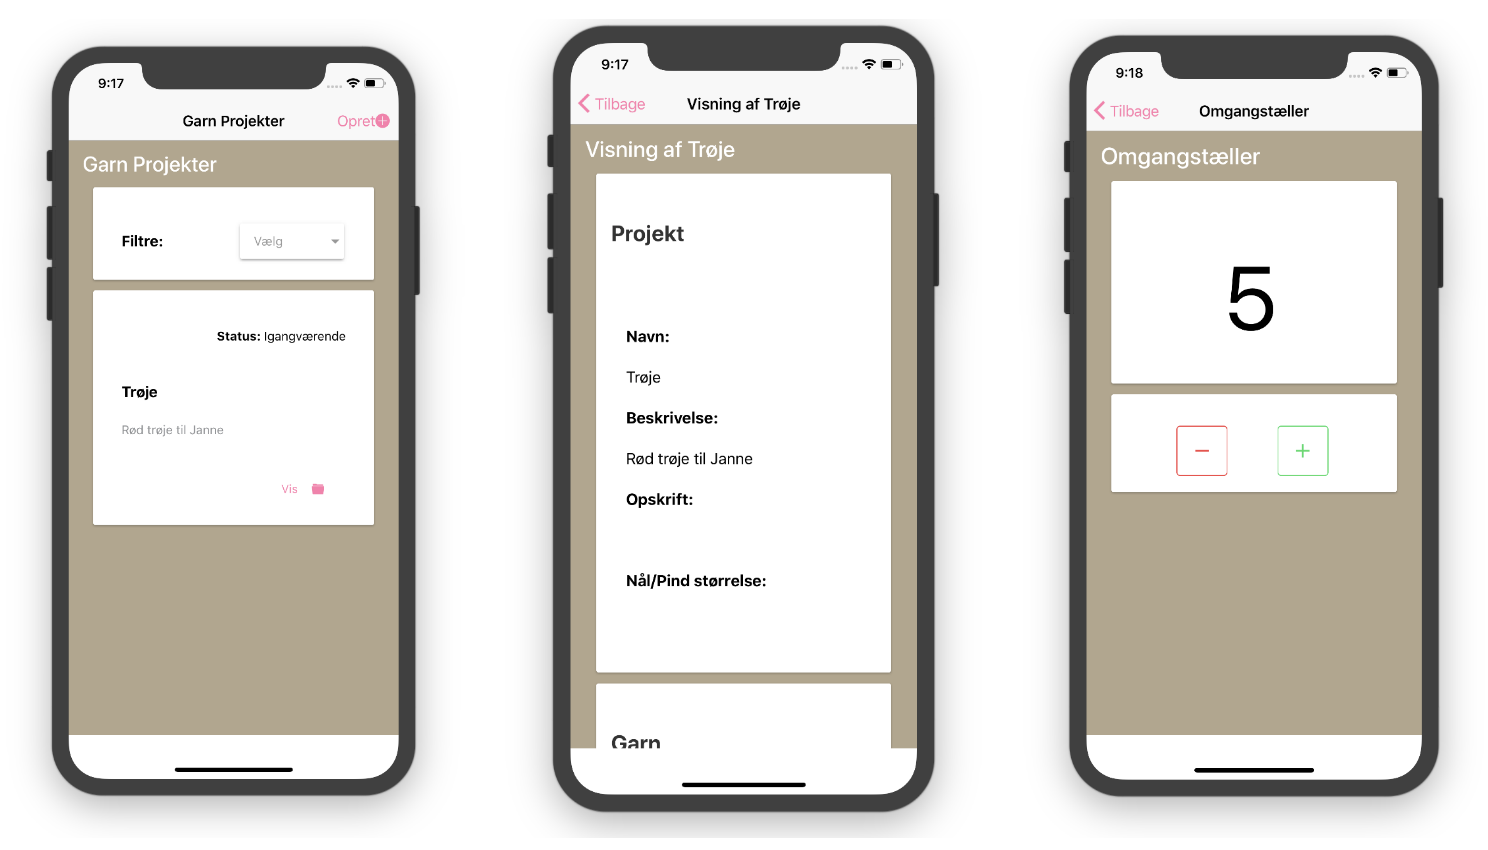 9:17
Garn Projekter
Opret
Garn Projekter
Filtre:
Vælg
Status: Igangværende
Trøje
Rød trøje til Janne
Vis
9:17
Tilbage
Visning af Trøje
Visning af Trøje
Projekt
Navn:
Trøje
Beskrivelse:
Rød trøje til Janne
Opskrift:
Nål/Pind størrelse:
Garn
9:18
Tilbage
Omgangstæller
Omgangstæller
5
− +